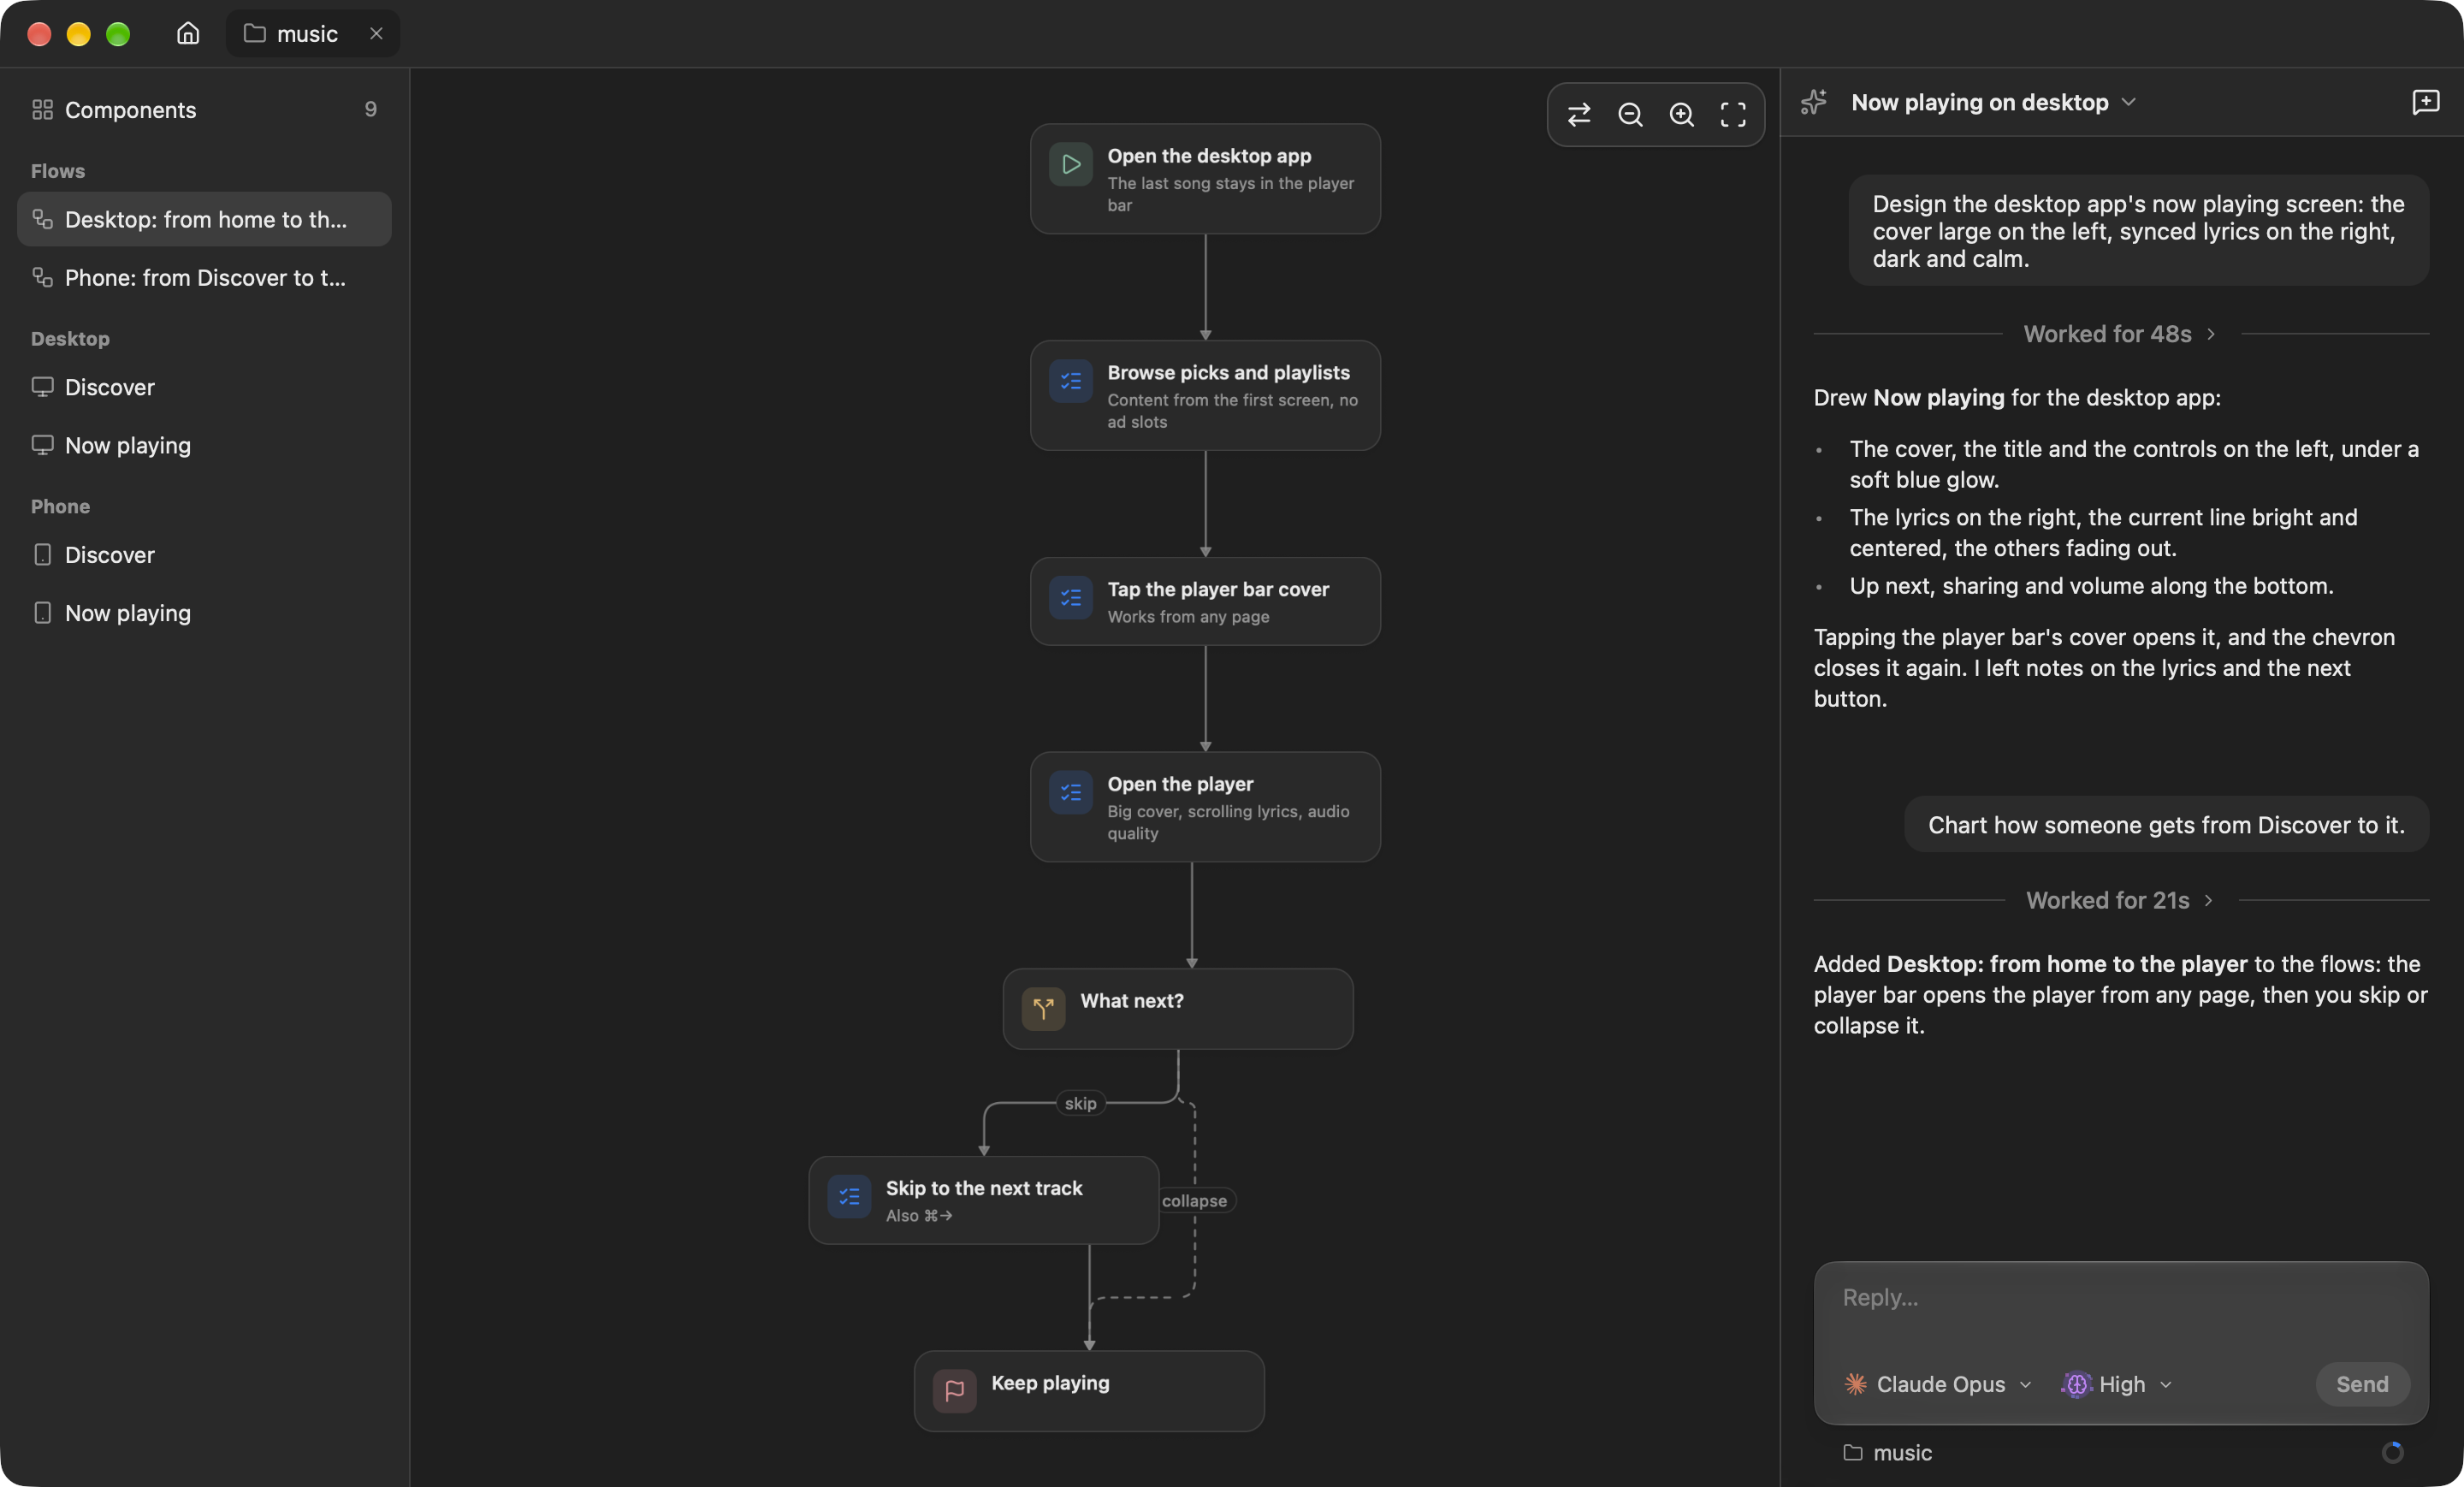 music
Components
9
Flows
Desktop: from home to th...
Phone: from Discover to t...
Desktop
Discover
Now playing
Phone
Discover
Now playing
Open the desktop app
The last song stays in the player
bar
Browse picks and playlists
Content from the first screen, no
ad slots
Tap the player bar cover
Works from any page
Open the player
Big cover, scrolling lyrics, audio
quality
What next?
skip
collapse
Skip to the next track
Also ⌘→
Keep playing
Now playing on desktop
Design the desktop app's now playing screen: the
cover large on the left, synced lyrics on the right,
dark and calm.
Worked for 48s
Drew Now playing for the desktop app:
• The cover, the title and the controls on the left, under a
soft blue glow.
• The lyrics on the right, the current line bright and
centered, the others fading out.
• Up next, sharing and volume along the bottom.
Tapping the player bar's cover opens it, and the chevron
closes it again. I left notes on the lyrics and the next
button.
Chart how someone gets from Discover to it.
Worked for 21s
Added Desktop: from home to the player to the flows: the
player bar opens the player from any page, then you skip or
collapse it.
Reply...
Claude Opus
High
Send
music